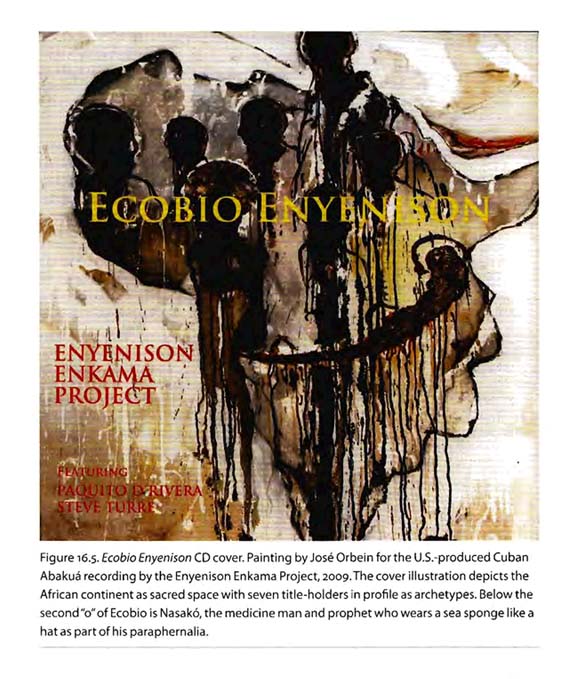 ECOBIO ENYENISON
ENYENISON
ENKAMA
PROJECT
FEATURING
PAQUITO D'RIVERA
STEVE TURRE
Figure 16.5. Ecobio Enyenison CD cover. Painting by José Orbein for the U.S.-produced Cuban
Abakuá recording by the Enyenison Enkama Project, 2009. The cover illustration depicts the
African continent as sacred space with seven title-holders in profile as archetypes. Below the
second "o" of Ecobio is Nasakó, the medicine man and prophet who wears a sea sponge like a
hat as part of his paraphernalia.